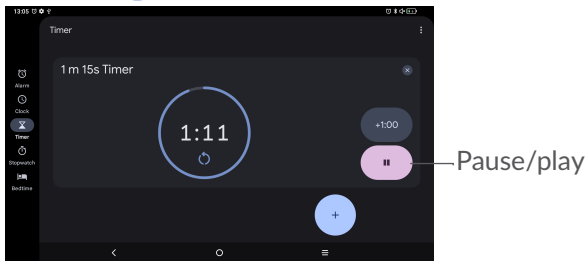 13:05
Timer
1 m 15s Timer
Alarm
Clock
Timer
Stopwatch
Bedtime
1:11
+1:00
Pause/play
+